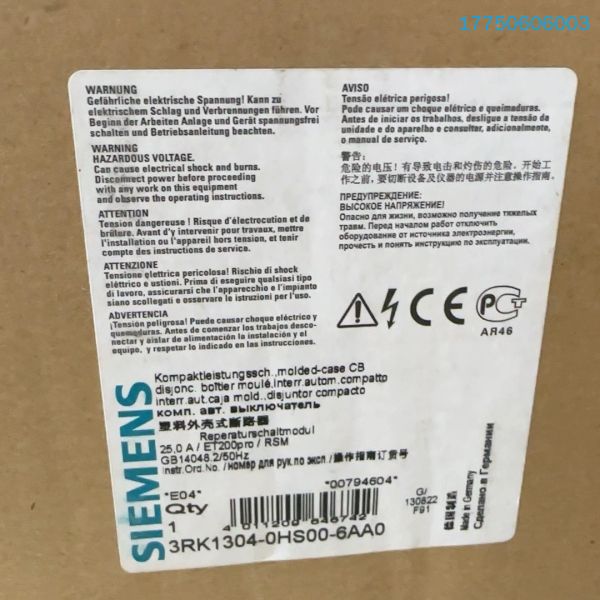 17750606003
WARNUNG
Gefährliche elektrische Spannung! Kann zu
elektrischem Schlag und Verbrennungen führen. Vor
Beginn der Arbeiten Anlage und Gerät spannungsfrei
schalten und Betriebsanleitung beachten.
WARNING
HAZARDOUS VOLTAGE.
Can cause electrical shock and burns.
Disconnect power before proceeding
with any work on this equipment
and observe the operating instructions.
ATTENTION
Tension dangereuse ! Risque d'électrocution et de
brûlure. Avant d'y intervenir pour travaux, mettre
l'installation ou l'appareil hors tension, et tenir
compte des instructions de service.
ATTENZIONE
Tensione elettrica pericolosa! Rischio di shock
elettrico e ustioni. Prima di eseguire qualsiasi tipo
di lavoro, assicurarsi che l'apparecchio e l'impianto
siano scollegati e osservare le istruzioni per l'uso.
ADVERTENCIA
¡Tensión peligrosa! Puede causar choque eléctrico y
quemaduras. Antes de comenzar los trabajos desco-
nectar y aislar de alimentación la instalación y el
equipo, y respetar lo indicado en las instrucciones.
AVISO
Tensão elétrica perigosa!
Pode causar um choque elétrico e queimaduras.
Antes de iniciar os trabalhos, desligue a tensão da
unidade e do aparelho e consultar, adicionalmente,
o manual de serviço.
警告:
危险的电压! 有导致电击和灼伤的危险。开始工
作之前, 要切断设备及仪器的电源并注意操作指南。
ПРЕДУПРЕЖДЕНИЕ:
ВЫСОКОЕ НАПРЯЖЕНИЕ!
Опасно для жизни, возможно получение тяжелых
травм. Перед началом работ отключить
оборудование от источника электроэнергии,
прочесть и понять инструкцию по эксплуатации.
CE
РСТ
АЯ46
SIEMENS
Kompaktleistungssch.,molded-case CB
disjonc. boîtier moulé,interr.autom.compatto
interr.aut.caja mold.,disjuntor compacto
комп. авт. выключатель
塑料外壳式断路器
Reperaturschaltmodul
25,0 A / ET200pro / RSM
GB14048.2/50Hz
Instr.Ord.No. / номер для рук.по эксп. /操作指南订货号
*E04*
*00794604*
Qty
1
4 011209 646742
3RK1304-0HS00-6AA0
G/
130822
F91
德国制造
Made in Germany
Сделано в Германии